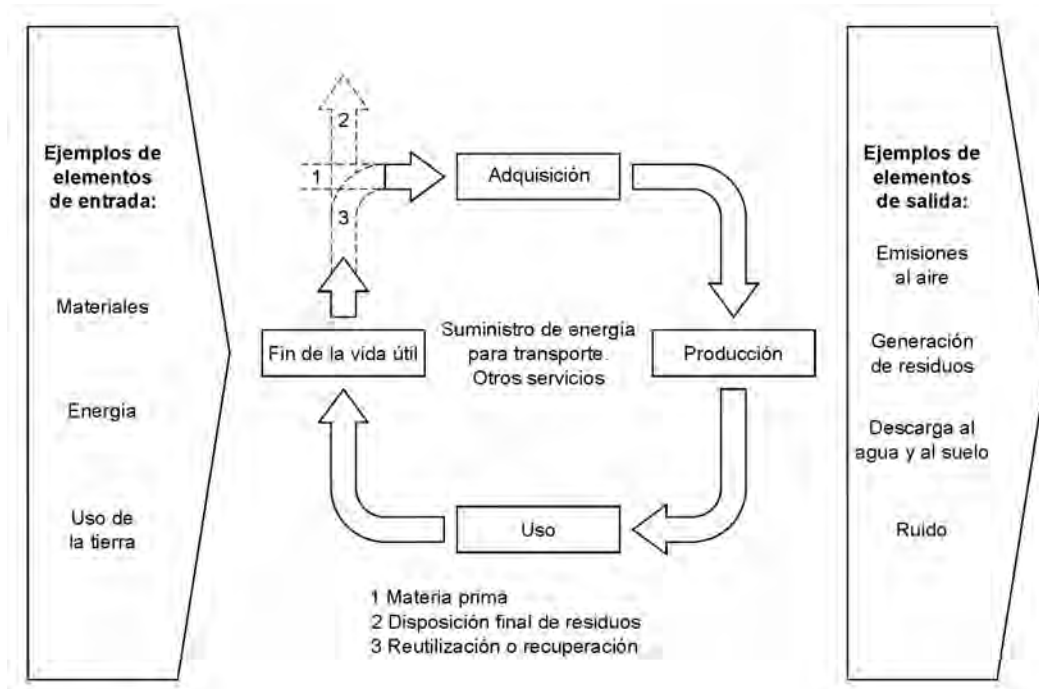 Ejemplos de
elementos
de entrada:
Materiales
Energía
Uso de
la tierra
2
1
3
Adquisición
Fin de la vida útil
Suministro de energía
para transporte.
Otros servicios
Producción
Uso
1 Materia prima
2 Disposición final de residuos
3 Reutilización o recuperación
Ejemplos de
elementos
de salida:
Emisiones
al aire
Generación
de residuos
Descarga al
agua y al suelo
Ruido